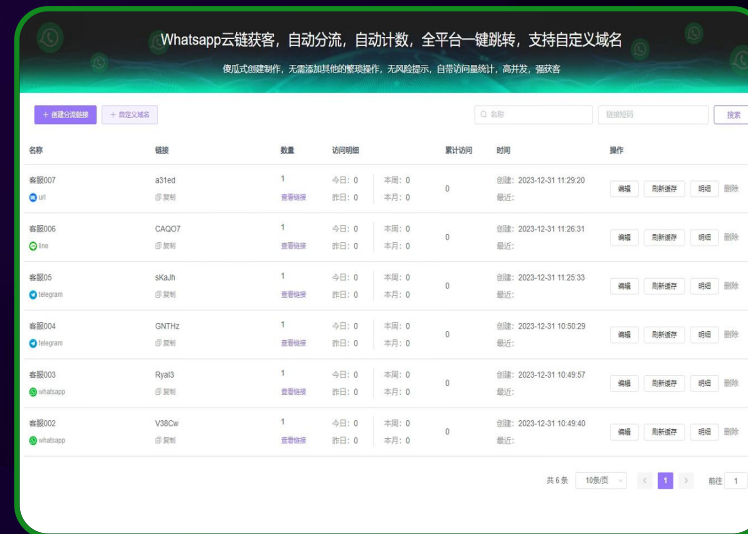 Whatsapp云链获客，自动分流，自动计数，全平台一键跳转，支持自定义域名
傻瓜式创建制作，无需添加其他的繁琐操作，无风险提示，自带访问量统计，高并发，强获客
+ 创建分流链接 + 自定义域名 名称 链接短码 搜索
名称 链接 数量 访问明细 累计访问 时间 操作
客服007 a31ed 1 今日：0 本周：0 0 创建：2023-12-31 11:29:20 编辑 刷新缓存 明细 删除
url 复制 查看链接 昨日：0 本月：0 最近：
客服006 CAQO7 1 今日：0 本周：0 0 创建：2023-12-31 11:26:31 编辑 刷新缓存 明细 删除
line 复制 查看链接 昨日：0 本月：0 最近：
客服05 sKaJh 1 今日：0 本周：0 0 创建：2023-12-31 11:25:33 编辑 刷新缓存 明细 删除
telegram 复制 查看链接 昨日：0 本月：0 最近：
客服004 GNTHz 1 今日：0 本周：0 0 创建：2023-12-31 10:50:29 编辑 刷新缓存 明细 删除
telegram 复制 查看链接 昨日：0 本月：0 最近：
客服003 Ryal3 1 今日：0 本周：0 0 创建：2023-12-31 10:49:57 编辑 刷新缓存 明细 删除
whatsapp 复制 查看链接 昨日：0 本月：0 最近：
客服002 V38Cw 1 今日：0 本周：0 0 创建：2023-12-31 10:49:40 编辑 刷新缓存 明细 删除
whatsapp 复制 查看链接 昨日：0 本月：0 最近：
共 6 条 10条/页 < 1 > 前往 1